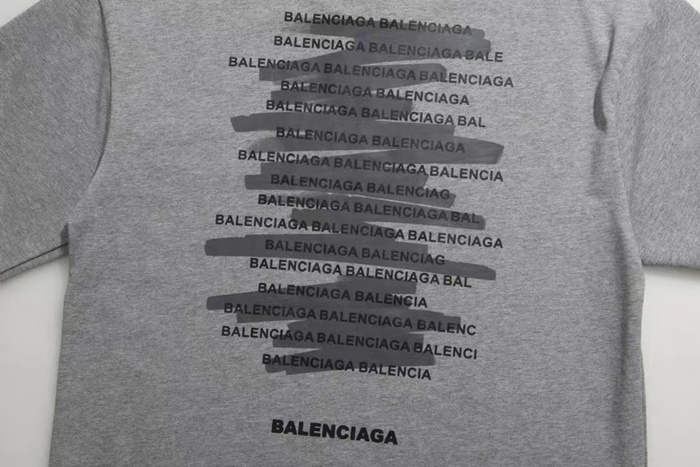 BALENCIAGA BALENCIAGA
BALENCIAGA BALENCIAGA BALE
BALENCIAGA BALENCIAGA BALENCIAGA
BALENCIAGA BALENCIAGA
BALENCIAGA BALENCIAGA BAL
BALENCIAGA BALENCIAGA
BALENCIAGA BALENCIAGA BALENCIA
BALENCIAGA BALENCIAG
BALENCIAGA BALENCIAGA BAL
BALENCIAGA BALENCIAGA BALENCIAGA
BALENCIAGA BALENCIAG
BALENCIAGA BALENCIAGA BAL
BALENCIAGA BALENCIA
BALENCIAGA BALENCIAGA BALENC
BALENCIAGA BALENCIAGA BALENCI
BALENCIAGA BALENCIA
BALENCIAGA